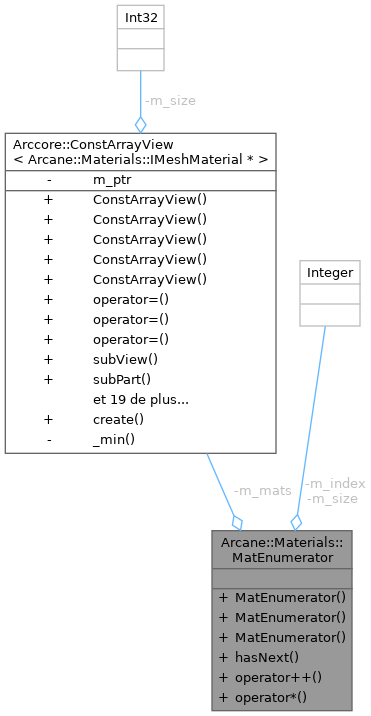 Int32
-m_size
Arccore::ConstArrayView
< Arcane::Materials::IMeshMaterial * >
- m_ptr
+ ConstArrayView()
+ ConstArrayView()
+ ConstArrayView()
+ ConstArrayView()
+ ConstArrayView()
+ operator=()
+ operator=()
+ operator=()
+ subView()
+ subPart()
et 19 de plus...
+ create()
- _min()
Integer
-m_mats
-m_index
-m_size
Arcane::Materials::
MatEnumerator
+ MatEnumerator()
+ MatEnumerator()
+ MatEnumerator()
+ hasNext()
+ operator++()
+ operator*()